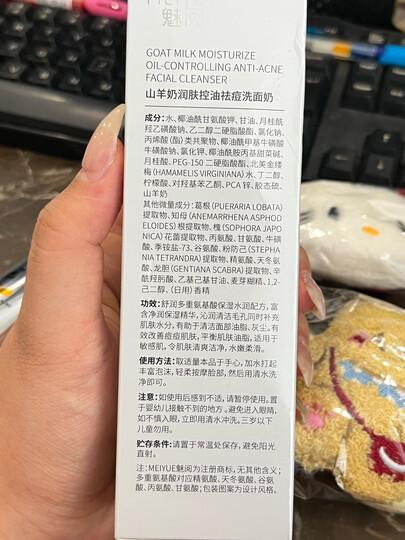 魅
GOAT MILK MOISTURIZE
OIL-CONTROLLING ANTI-ACNE
FACIAL CLEANSER
山羊奶润肤控油祛痘洗面奶
成分:水、椰油酰甘氨酸钾、甘油、月桂酰
羟乙磺酸钠、乙二醇二硬脂酸酯、氯化钠、
丙烯酸(酯)类共聚物、椰油酰甲基牛磺酸
牛磺酸钠、氯化钾、椰油酰胺丙基甜菜碱、
月桂酸、PEG-150 二硬脂酸酯、北美金缕
梅(HAMAMELIS VIRGINIANA)水、丁二醇、
柠檬酸、对羟基苯乙酮、PCA 锌、胶态硫、
山羊奶
其他微量成分:葛根(PUERARIA LOBATA)
提取物、知母(ANEMARRHENA ASPHOD
ELOIDES)根提取物、槐(SOPHORA JAPO
NICA)花蕾提取物、丙氨酸、甘氨酸、牛磺
酸、季铵盐-73、谷氨酸、粉防己(STEPHA
NIA TETRANDRA)提取物、精氨酸、天冬氨
酸、龙胆(GENTIANA SCABRA)提取物、辛
酰羟肟酸、乙基己基甘油、麦芽糊精、1,2-
己二醇、(日用)香精
功效:舒润多重氨基酸保湿水润配方,富
含净润保湿精华,沁润清洁毛孔同时补充
肌肤水分,有助于清洁面部油脂、灰尘。有
效改善痘痘肌肤,平衡肌肤油脂,适用于
敏感肌,令肌肤清爽洁净,水嫩柔滑。
使用方法:取适量本品于手心,加水打起
丰富泡沫,轻柔按摩脸部,然后用清水洗
净即可。
注意:如使用后感到不适,请暂停使用。置
于婴幼儿接触不到的地方。避免进入眼睛,
如不慎入眼,立即用清水冲洗。三岁以下
儿童勿用。
贮存条件:请置于常温处保存,避免阳光
直射。
注:MEIYUE魅阅为注册商标,无其他含义;
多重氨基酸对应精氨酸、天冬氨酸、谷氨
酸、丙氨酸、甘氨酸;包装图案为设计风格。